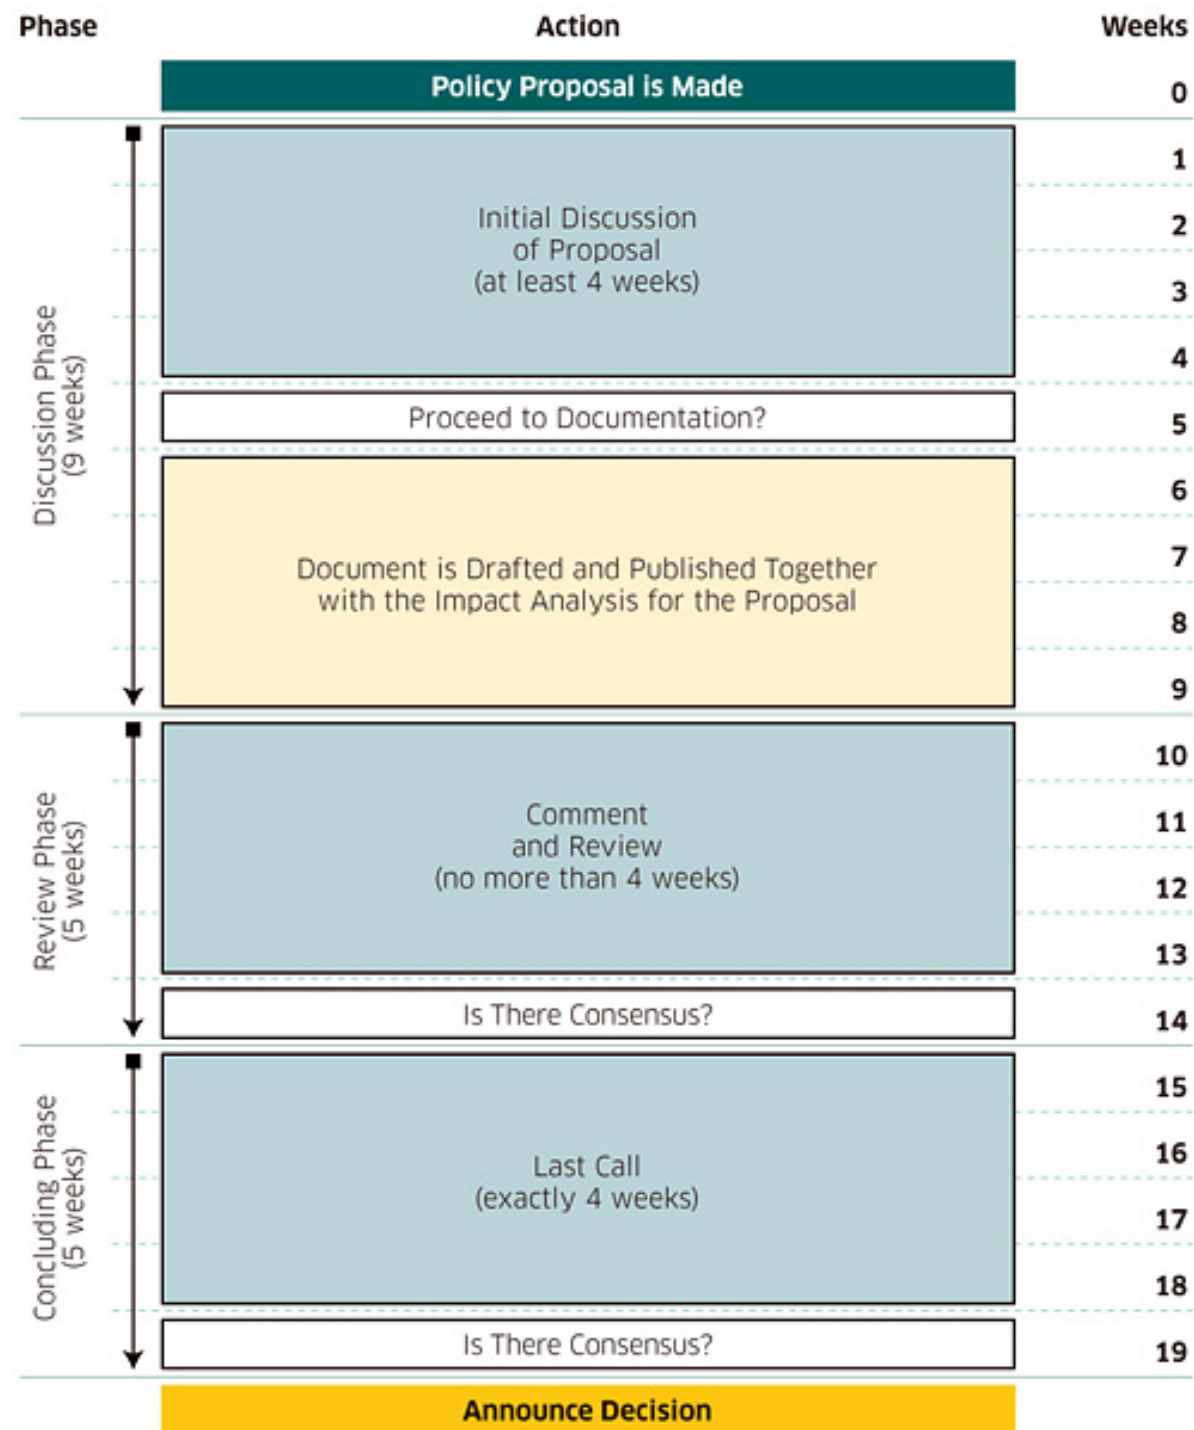 Phase Action Weeks
Policy Proposal is Made
0
1
Initial Discussion
of Proposal
(at least 4 weeks)
2
3
4
Discussion Phase
(9 weeks)
Proceed to Documentation?
5
6
Document is Drafted and Published Together
with the Impact Analysis for the Proposal
7
8
9
10
Comment
and Review
(no more than 4 weeks)
11
12
13
Review Phase
(5 weeks)
Is There Consensus?
14
15
Last Call
(exactly 4 weeks)
16
17
18
Concluding Phase
(5 weeks)
Is There Consensus?
19
Announce Decision